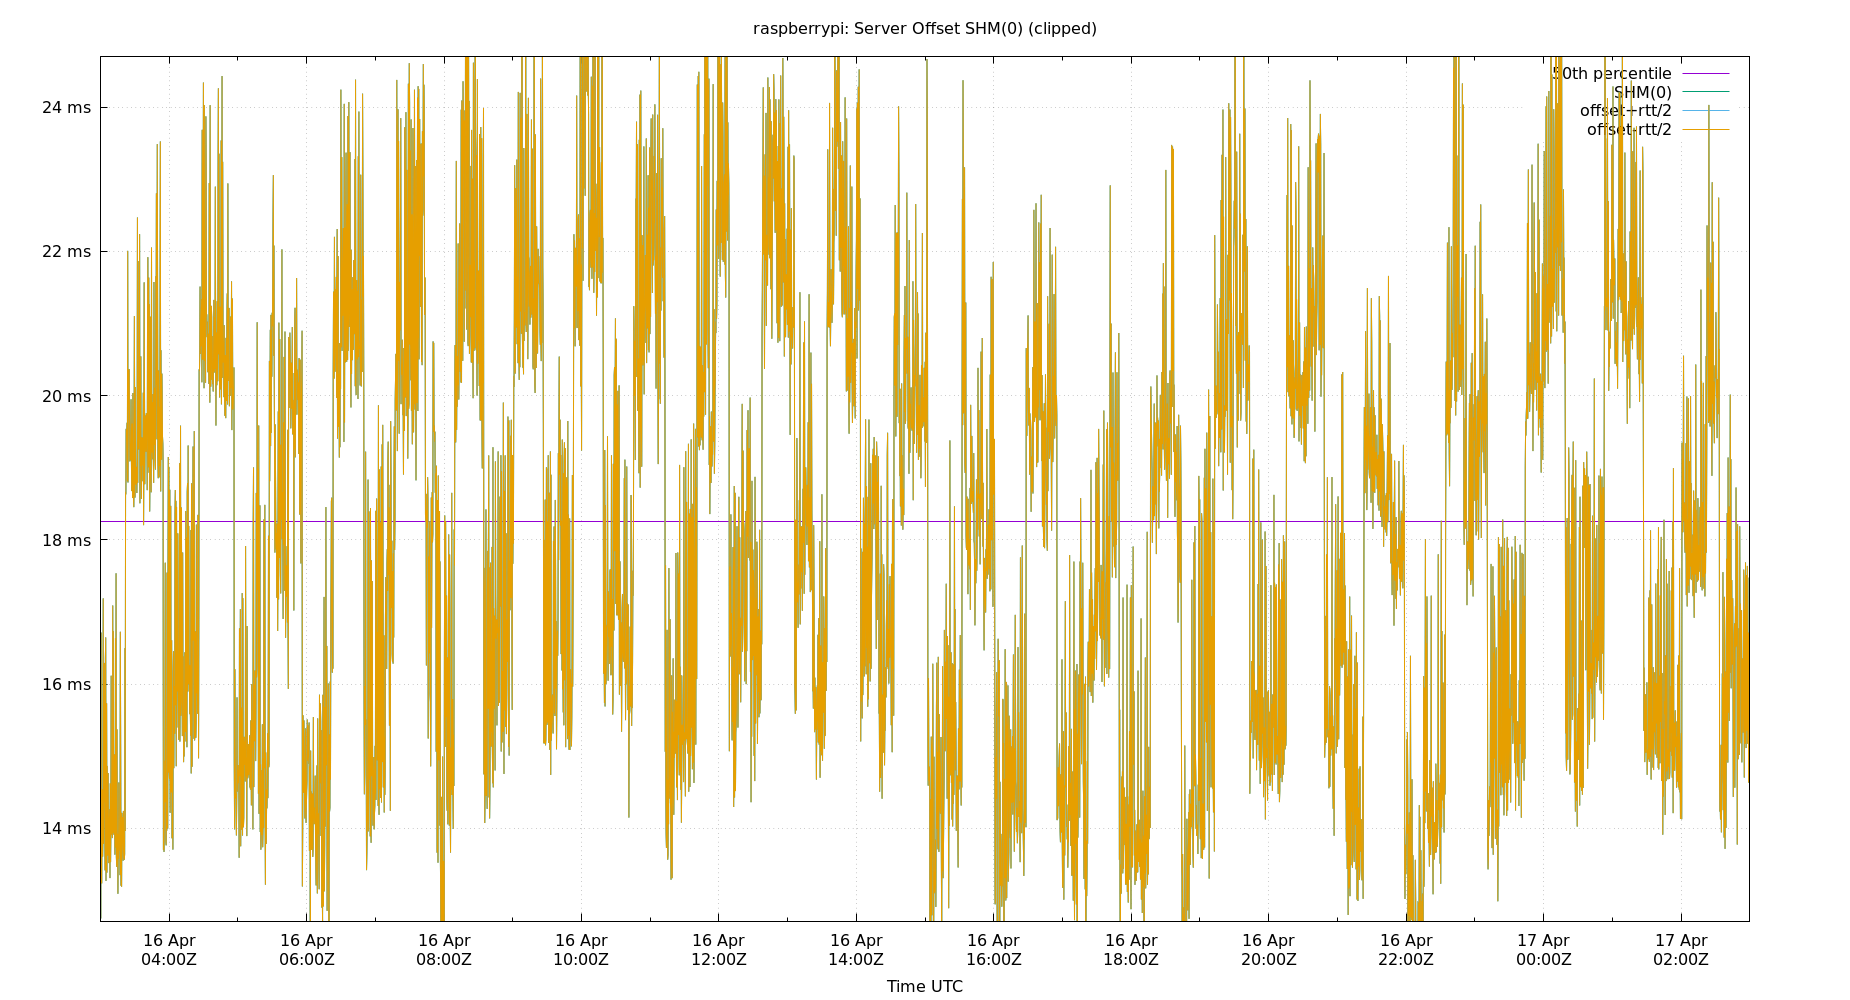 raspberrypi: Server Offset SHM(0) (clipped)
50th percentile
SHM(0)
offset+rtt/2
offset-rtt/2
24 ms
22 ms
20 ms
18 ms
16 ms
14 ms
16 Apr 16 Apr 16 Apr 16 Apr 16 Apr 16 Apr 16 Apr 16 Apr 16 Apr 16 Apr 17 Apr 17 Apr
04:00Z 06:00Z 08:00Z 10:00Z 12:00Z 14:00Z 16:00Z 18:00Z 20:00Z 22:00Z 00:00Z 02:00Z
Time UTC